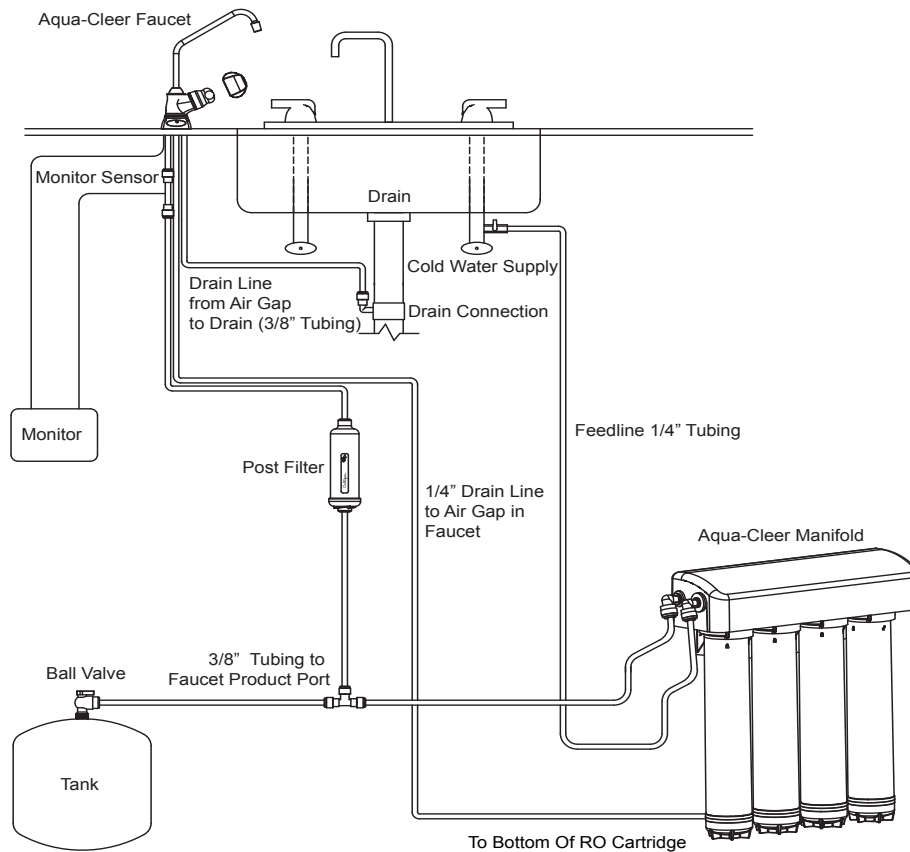 Aqua-Cleer Faucet
Monitor Sensor
Drain
Cold Water Supply
Drain Line
from Air Gap
to Drain (3/8” Tubing)
Drain Connection
Monitor
Feedline 1/4” Tubing
Post Filter
1/4” Drain Line
to Air Gap in
Faucet
Aqua-Cleer Manifold
3/8” Tubing to
Faucet Product Port
Ball Valve
Tank
To Bottom Of RO Cartridge